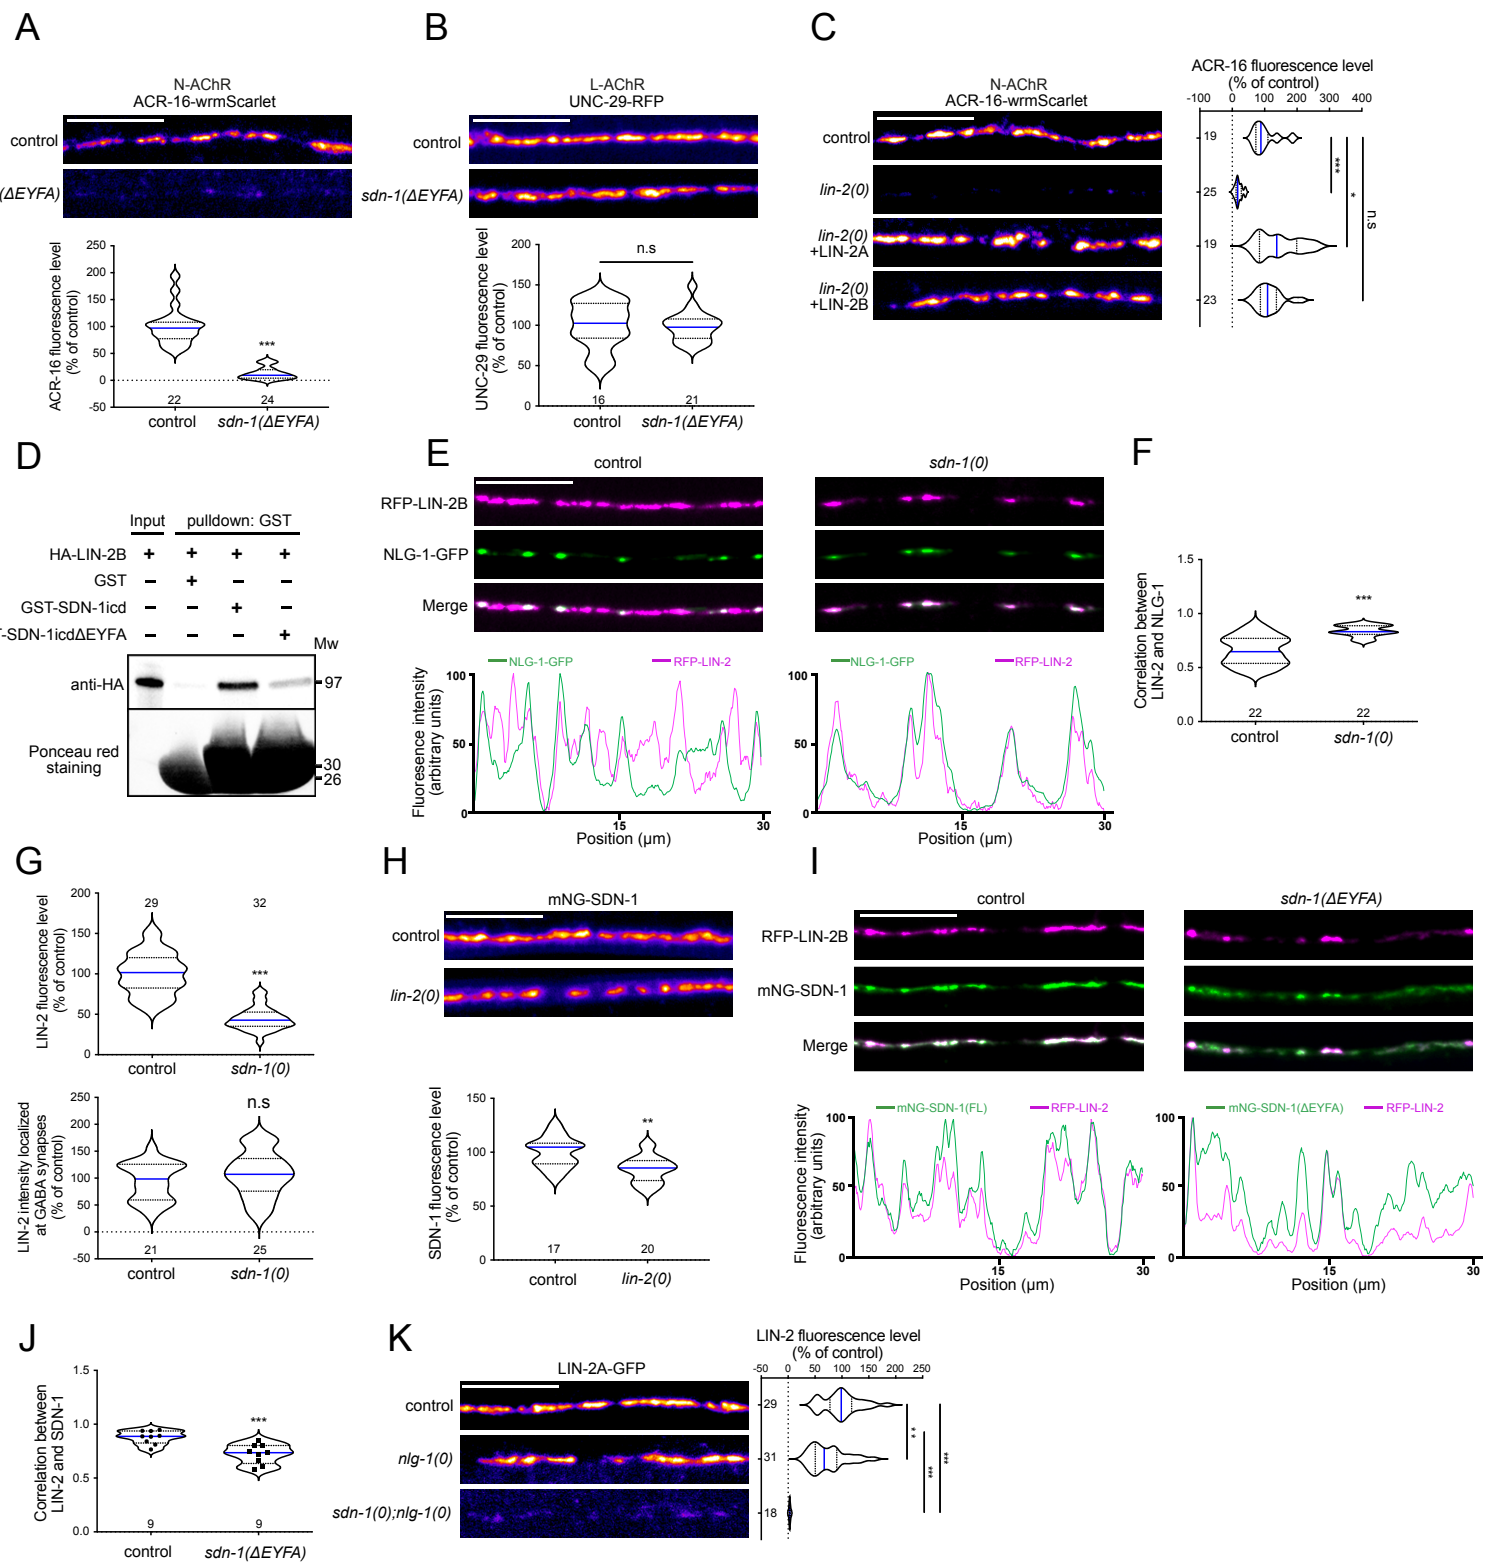 A
N-AChR
ACR-16-wrmScarlet
control
(ΔEYFA)
ACR-16 fluorescence level
(% of control)
250
200
150
100
50
0
-50
***
22
24
control
sdn-1(ΔEYFA)
B
L-AChR
UNC-29-RFP
control
sdn-1(ΔEYFA)
UNC-29 fluorescence level
(% of control)
200
150
100
50
0
n.s
16
21
control
sdn-1(ΔEYFA)
C
N-AChR
ACR-16-wrmScarlet
control
lin-2(0)
lin-2(0)
+LIN-2A
lin-2(0)
+LIN-2B
ACR-16 fluorescence level
(% of control)
-100 0 100 200 300 400
19
25
19
23
***
*
n.s
D
Input pulldown: GST
HA-LIN-2B + + + +
GST − + − −
GST-SDN-1icd − − + −
T-SDN-1icdΔEYFA − − − +
Mw
anti-HA
97
Ponceau red
staining
30
26
E
control
sdn-1(0)
RFP-LIN-2B
NLG-1-GFP
Merge
NLG-1-GFP RFP-LIN-2
NLG-1-GFP RFP-LIN-2
Fluoresence intensity
(arbitrary units)
100
50
0
15 30
Position (µm)
100
50
0
15 30
Position (µm)
F
Correlation between
LIN-2 and NLG-1
1.5
1.0
0.5
0.0
***
22
22
control
sdn-1(0)
G
LIN-2 fluorescence level
(% of control)
200
150
100
50
0
29
32
***
control
sdn-1(0)
LIN-2 intensity localized
at GABA synapses
(% of control)
250
200
150
100
50
0
-50
n.s
21
25
control
sdn-1(0)
H
mNG-SDN-1
control
lin-2(0)
SDN-1 fluorescence level
(% of control)
150
100
50
0
**
17
20
control
lin-2(0)
I
control
sdn-1(ΔEYFA)
RFP-LIN-2B
mNG-SDN-1
Merge
mNG-SDN-1(FL) RFP-LIN-2
mNG-SDN-1(ΔEYFA) RFP-LIN-2
Fluorescence intensity
(arbitrary units)
100
50
0
15 30
Position (µm)
100
50
0
15 30
Position (µm)
J
Correlation between
LIN-2 and SDN-1
1.5
1.0
0.5
0.0
***
9
9
control
sdn-1(ΔEYFA)
K
LIN-2A-GFP
control
nlg-1(0)
sdn-1(0);nlg-1(0)
LIN-2 fluorescence level
(% of control)
-50 0 50 100 150 200 250
29
31
18
**
***
***